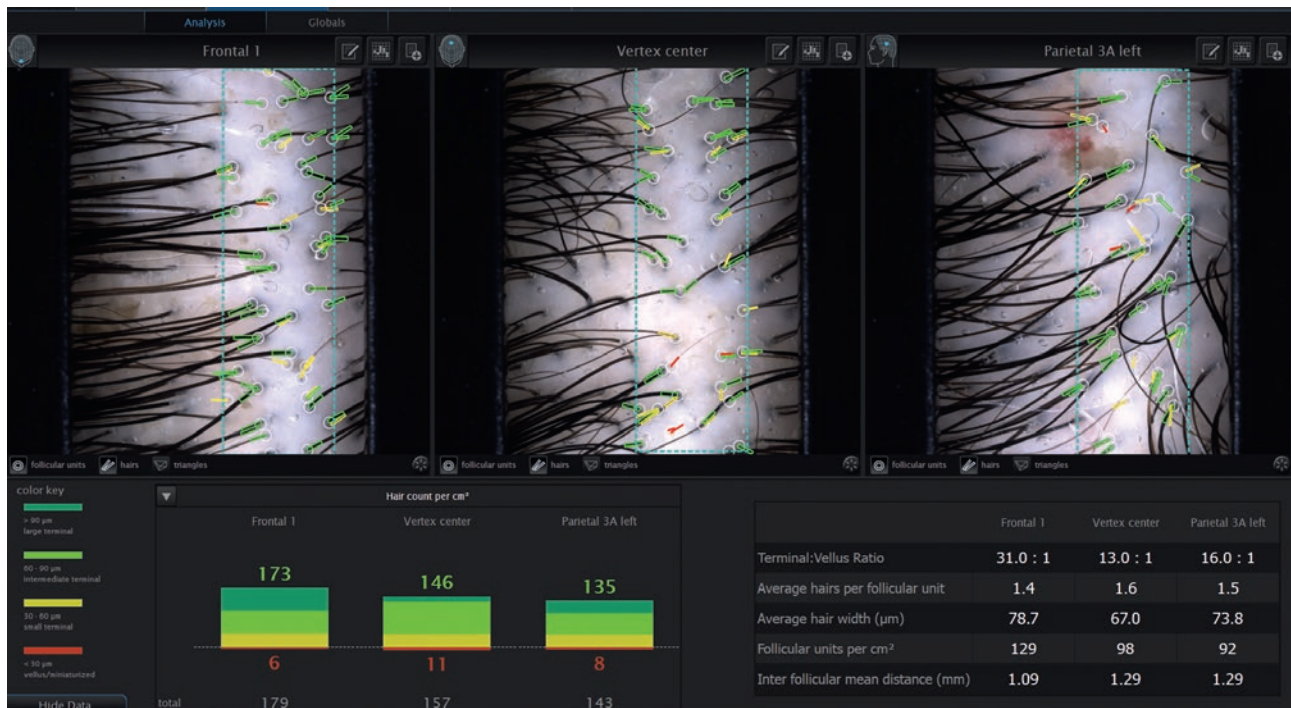 Analysis Globals
Frontal 1
Vertex center
Parietal 3A left
follicular units hairs triangles
follicular units hairs triangles
follicular units hairs triangles
color key
> 90 µm
large terminal
60 - 90 µm
intermediate terminal
30 - 60 µm
small terminal
< 30 µm
vellus/miniaturized
Hide Data
Hair count per cm²
Frontal 1 Vertex center Parietal 3A left
173 146 135
6 11 8
total 179 157 143
Frontal 1 Vertex center Parietal 3A left
Terminal:Vellus Ratio 31.0 : 1 13.0 : 1 16.0 : 1
Average hairs per follicular unit 1.4 1.6 1.5
Average hair width (µm) 78.7 67.0 73.8
Follicular units per cm² 129 98 92
Inter follicular mean distance (mm) 1.09 1.29 1.29